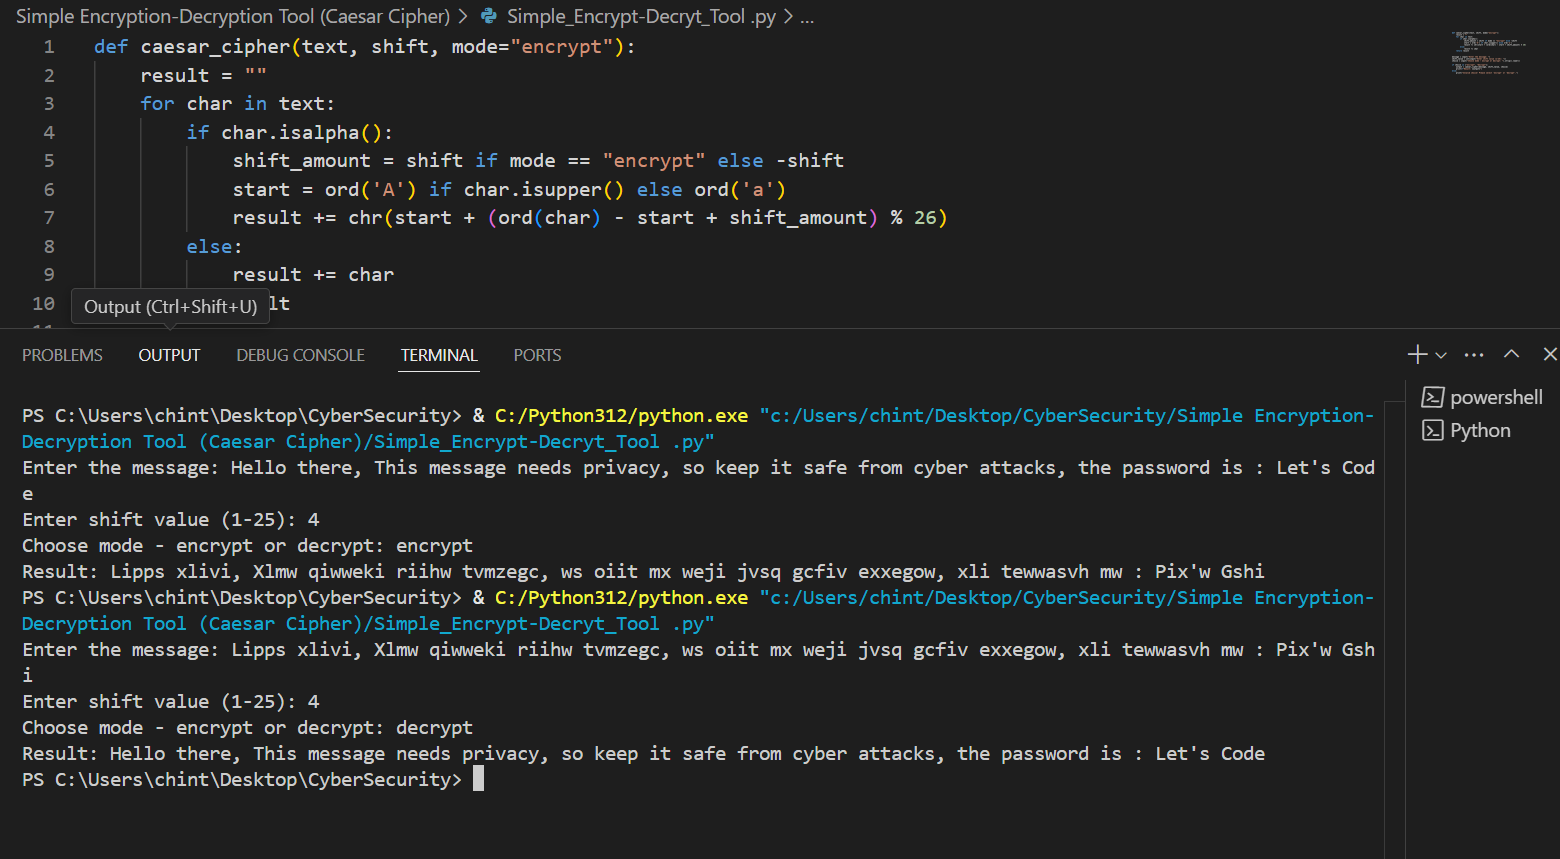 Simple Encryption-Decryption Tool (Caesar Cipher) > Simple_Encrypt-Decryt_Tool .py > ...
1 def caesar_cipher(text, shift, mode="encrypt"):
2 result = ""
3 for char in text:
4 if char.isalpha():
5 shift_amount = shift if mode == "encrypt" else -shift
6 start = ord('A') if char.isupper() else ord('a')
7 result += chr(start + (ord(char) - start + shift_amount) % 26)
8 else:
9 result += char
10 lt
Output (Ctrl+Shift+U)
PROBLEMS OUTPUT DEBUG CONSOLE TERMINAL PORTS
powershell
Python
PS C:\Users\chint\Desktop\CyberSecurity> & C:/Python312/python.exe "c:/Users/chint/Desktop/CyberSecurity/Simple Encryption-
Decryption Tool (Caesar Cipher)/Simple_Encrypt-Decryt_Tool .py"
Enter the message: Hello there, This message needs privacy, so keep it safe from cyber attacks, the password is : Let's Cod
e
Enter shift value (1-25): 4
Choose mode - encrypt or decrypt: encrypt
Result: Lipps xlivi, Xlmw qiwweki riihw tvmzegc, ws oiit mx weji jvsq gcfiv exxegow, xli tewwasvh mw : Pix'w Gshi
PS C:\Users\chint\Desktop\CyberSecurity> & C:/Python312/python.exe "c:/Users/chint/Desktop/CyberSecurity/Simple Encryption-
Decryption Tool (Caesar Cipher)/Simple_Encrypt-Decryt_Tool .py"
Enter the message: Lipps xlivi, Xlmw qiwweki riihw tvmzegc, ws oiit mx weji jvsq gcfiv exxegow, xli tewwasvh mw : Pix'w Gsh
i
Enter shift value (1-25): 4
Choose mode - encrypt or decrypt: decrypt
Result: Hello there, This message needs privacy, so keep it safe from cyber attacks, the password is : Let's Code
PS C:\Users\chint\Desktop\CyberSecurity>